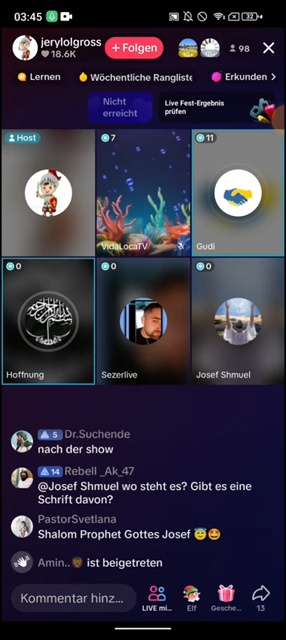 03:45
32
jerylolgross
18.6K
+ Folgen
98
Lernen
Wöchentliche Rangliste
Erkunden >
Nicht erreicht
Live Fest-Ergebnis prüfen
Host
7
11
VidaLocaTV
Gudi
0
0
0
Hoffnung
Sezerlive
Josef Shmuel
5 Dr.Suchende
nach der show
14 Rebell _Ak_47
@Josef Shmuel wo steht es? Gibt es eine
Schrift davon?
PastorSvetlana
Shalom Prophet Gottes Josef 😇🤩
Amin..🦁 ist beigetreten
Kommentar hinz...
LIVE mi...
Elf
Gesche...
13